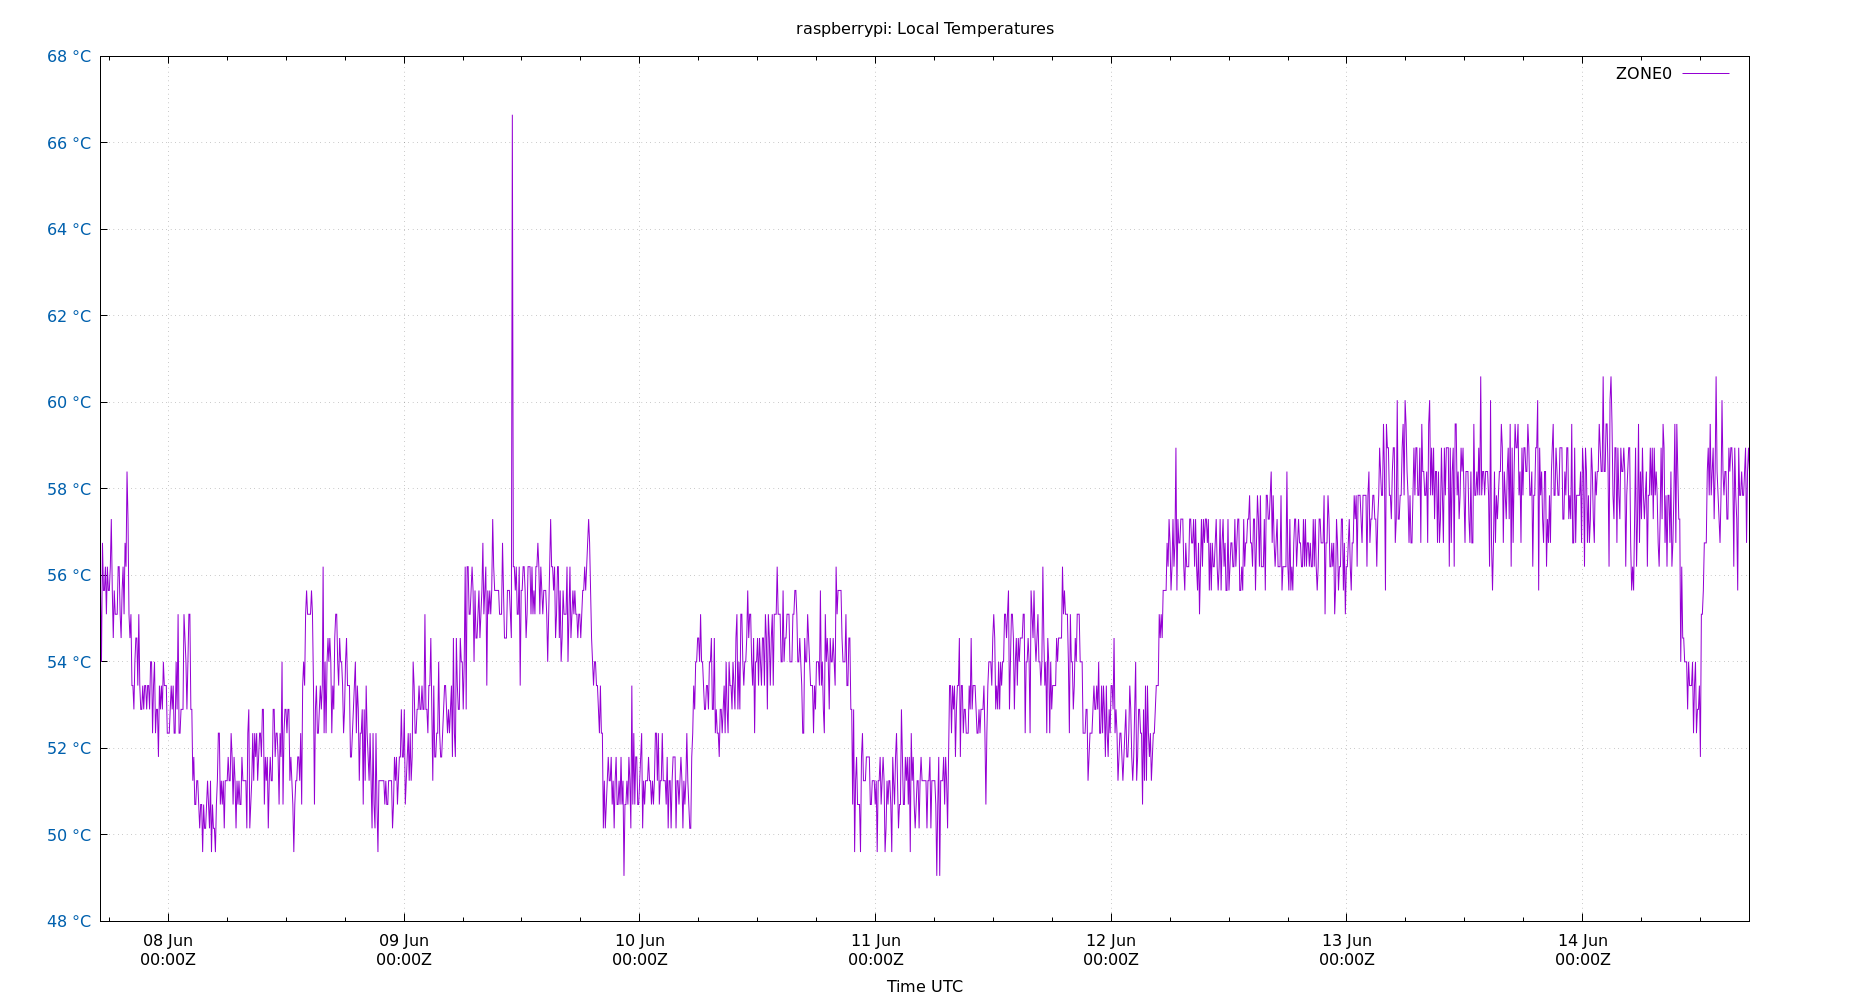 raspberrypi: Local Temperatures
68 °C
ZONE0
66 °C
64 °C
62 °C
60 °C
58 °C
56 °C
54 °C
52 °C
50 °C
48 °C
08 Jun 09 Jun 10 Jun 11 Jun 12 Jun 13 Jun 14 Jun
00:00Z 00:00Z 00:00Z 00:00Z 00:00Z 00:00Z 00:00Z
Time UTC